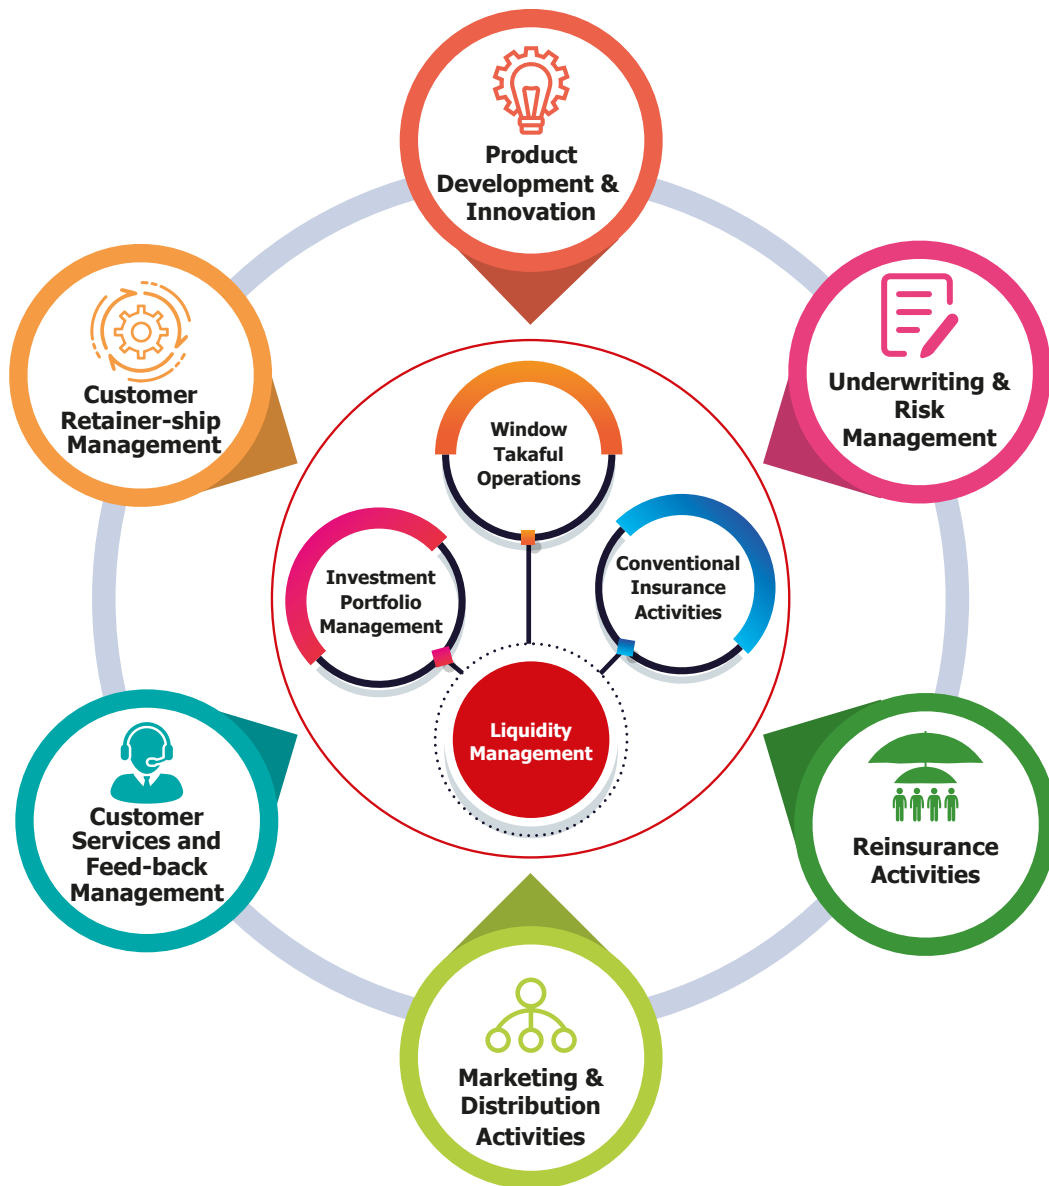 Product
Development &
Innovation
Underwriting &
Risk
Management
Customer
Retainer-ship
Management
Window
Takaful
Operations
Investment
Portfolio
Management
Conventional
Insurance
Activities
Liquidity
Management
Customer
Services and
Feed-back
Management
Reinsurance
Activities
Marketing &
Distribution
Activities